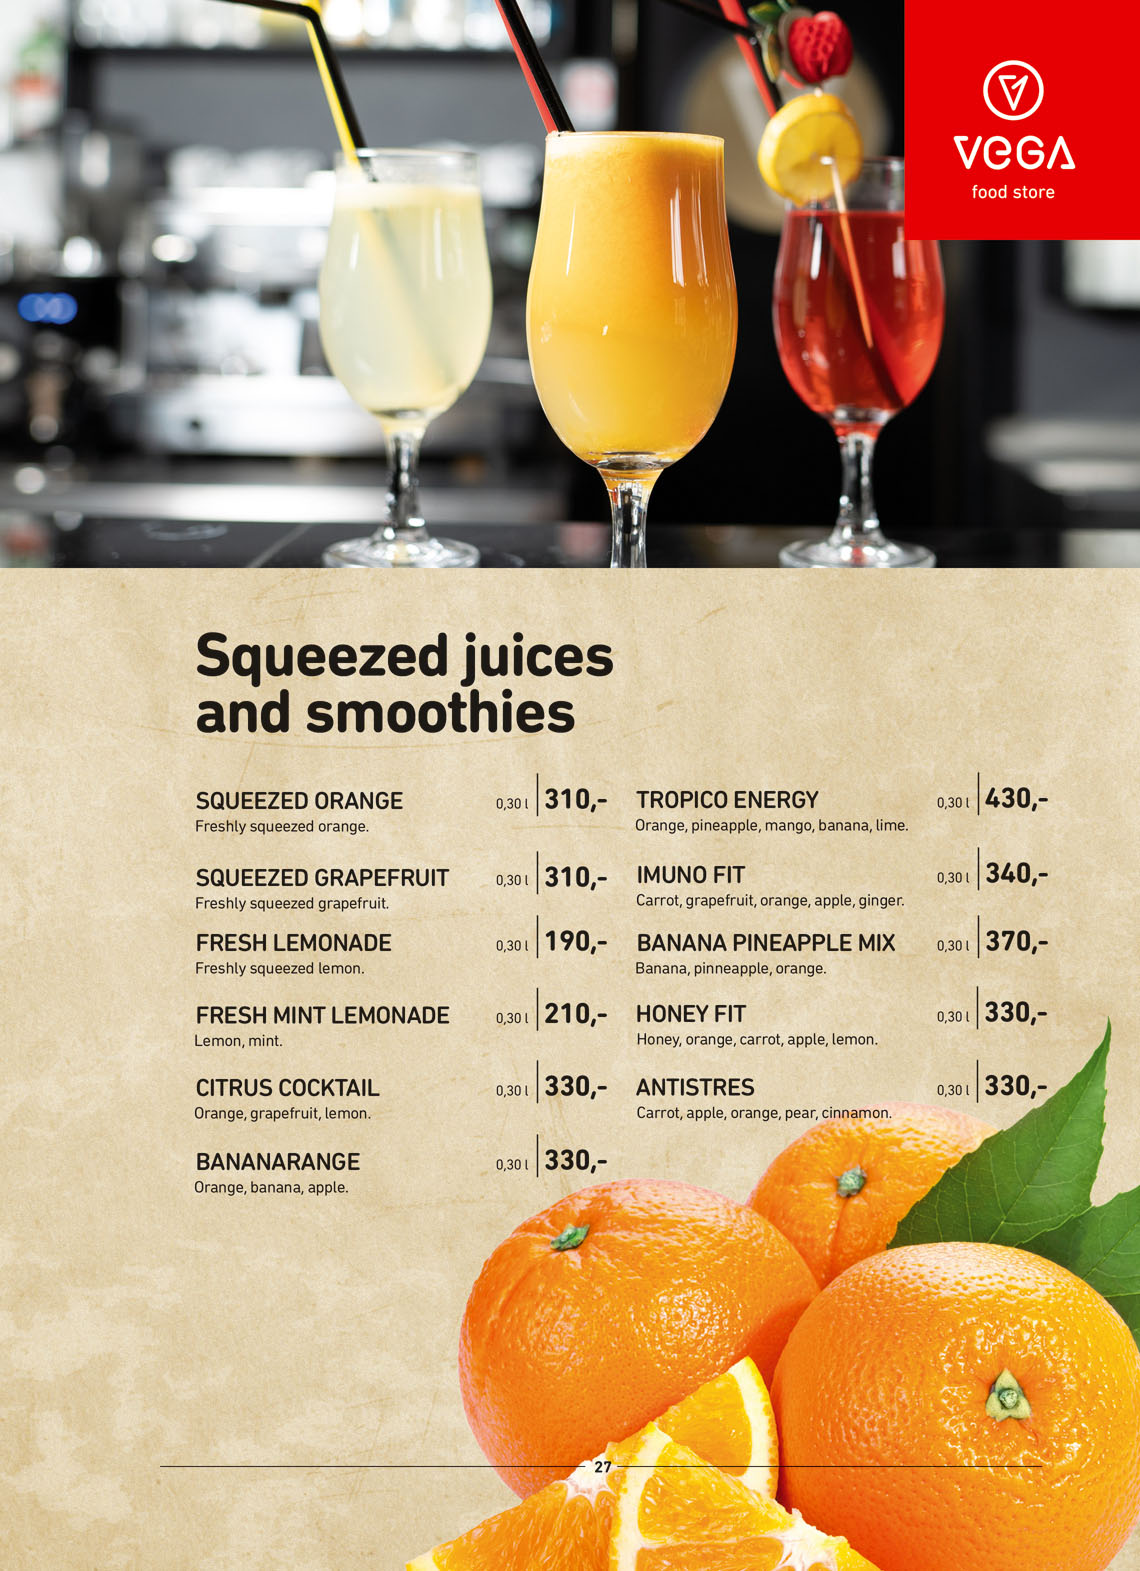 VEGA
food store
Squeezed juices
and smoothies
SQUEEZED ORANGE 0,30 l 310,-
Freshly squeezed orange.
SQUEEZED GRAPEFRUIT 0,30 l 310,-
Freshly squeezed grapefruit.
FRESH LEMONADE 0,30 l 190,-
Freshly squeezed lemon.
FRESH MINT LEMONADE 0,30 l 210,-
Lemon, mint.
CITRUS COCKTAIL 0,30 l 330,-
Orange, grapefruit, lemon.
BANANARANGE 0,30 l 330,-
Orange, banana, apple.
TROPICO ENERGY 0,30 l 430,-
Orange, pineapple, mango, banana, lime.
IMUNO FIT 0,30 l 340,-
Carrot, grapefruit, orange, apple, ginger.
BANANA PINEAPPLE MIX 0,30 l 370,-
Banana, pinneapple, orange.
HONEY FIT 0,30 l 330,-
Honey, orange, carrot, apple, lemon.
ANTISTRES 0,30 l 330,-
Carrot, apple, orange, pear, cinnamon.
27